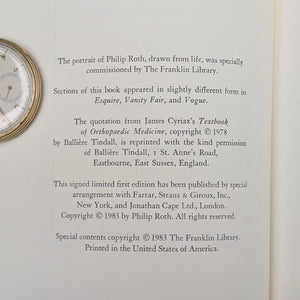 The portrait of Philip Roth, drawn from life, was specially
commissioned by The Franklin Library.
Sections of this book appeared in slightly different form in
Esquire, Vanity Fair, and Vogue.
The quotation from James Cyriax's Textbook
of Orthopaedic Medicine, copyright © 1978
by Ballière Tindall, is reprinted with the kind permission
of Ballière Tindall, 1 St. Anne's Road,
Eastbourne, East Sussex, England.
This signed limited first edition has been published by special
arrangement with Farrar, Straus & Giroux, Inc.,
New York, and Jonathan Cape Ltd., London.
Copyright © 1983 by Philip Roth. All rights reserved.
Special contents copyright © 1983 The Franklin Library.
Printed in the United States of America.